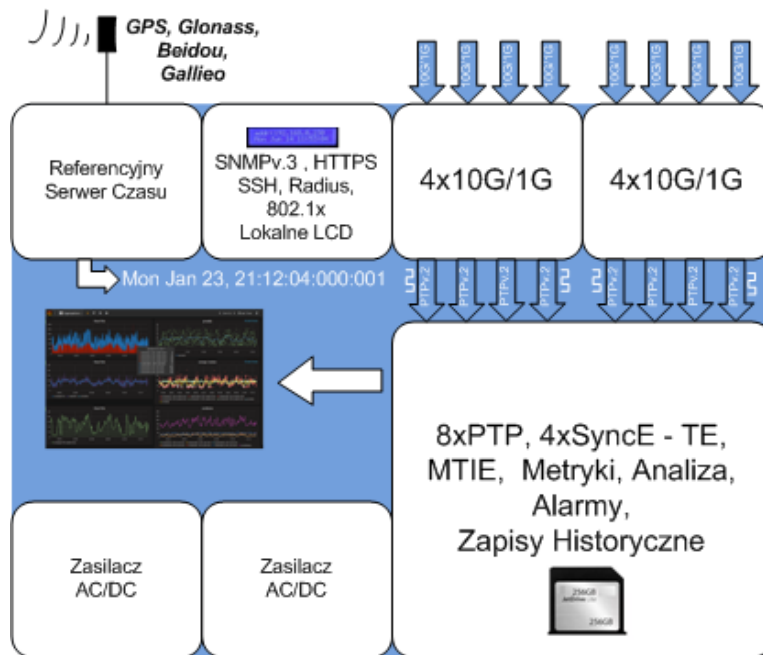 GPS, Glonass,
Beidou,
Gallieo
10G/1G
10G/1G
10G/1G
10G/1G
10G/1G
10G/1G
10G/1G
10G/1G
Referencyjny
Serwer Czasu
SNMPv.3 , HTTPS
SSH, Radius,
802.1x
Lokalne LCD
4x10G/1G
4x10G/1G
Mon Jan 23, 21:12:04:000:001
PTPv.2
PTPv.2
PTPv.2
PTPv.2
PTPv.2
PTPv.2
PTPv.2
PTPv.2
8xPTP, 4xSyncE - TE,
MTIE, Metryki, Analiza,
Alarmy,
Zapisy Historyczne
256GB
256GB
Zasilacz
AC/DC
Zasilacz
AC/DC